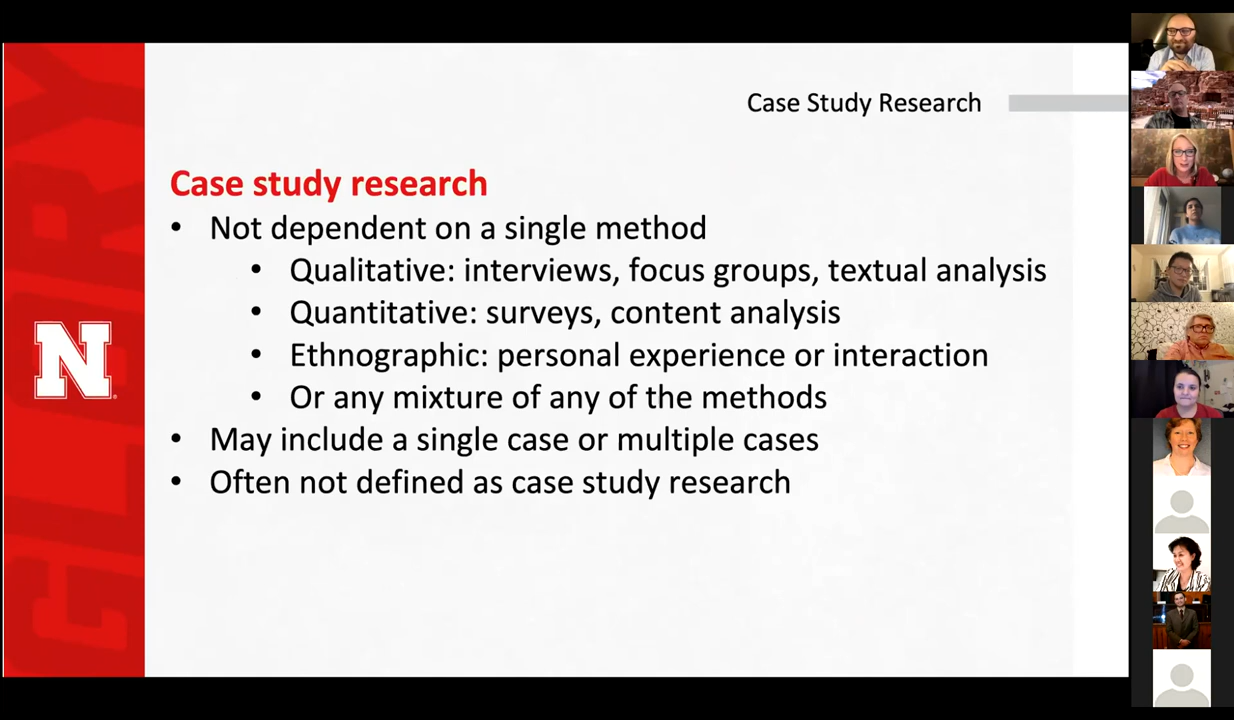 Case Study Research
Case study research
• Not dependent on a single method
• Qualitative: interviews, focus groups, textual analysis
• Quantitative: surveys, content analysis
• Ethnographic: personal experience or interaction
• Or any mixture of any of the methods
• May include a single case or multiple cases
• Often not defined as case study research
GLORY
N